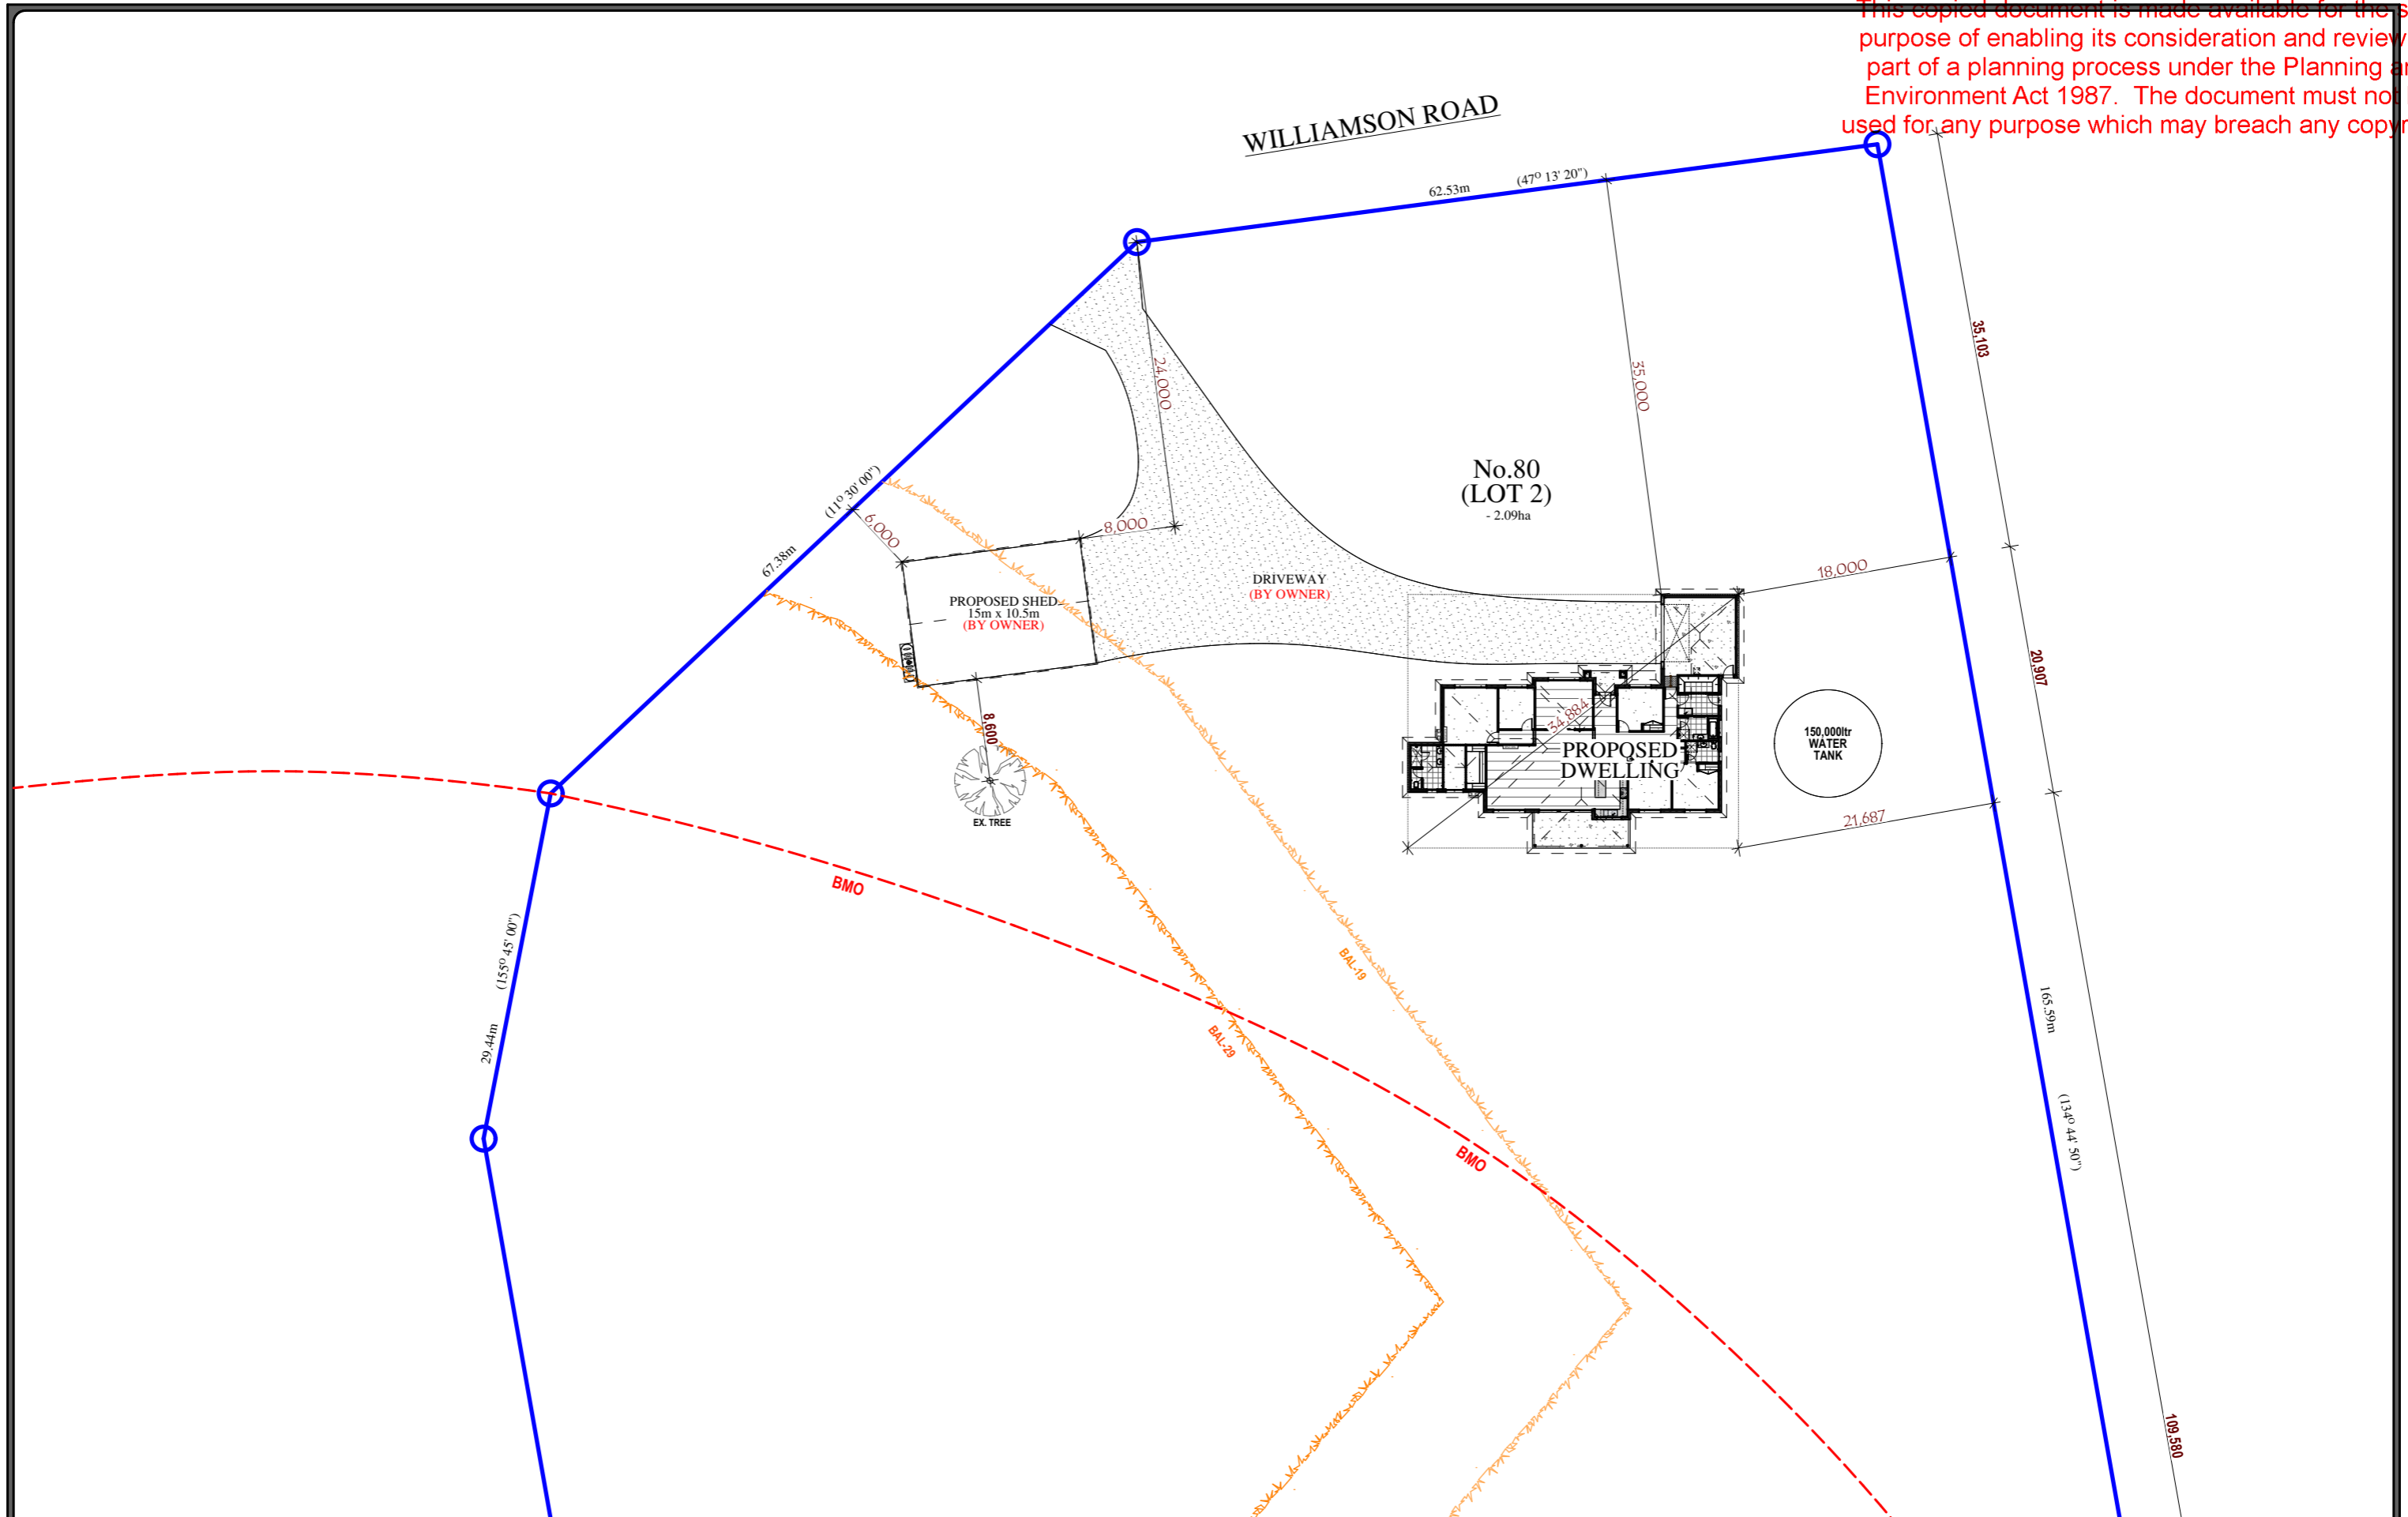 This copied document is made available for the
purpose of enabling its consideration and review
part of a planning process under the Planning
Environment Act 1987. The document must not
used for any purpose which may breach any
WILLIAMSON ROAD
62.53m
(47° 13' 20")
35,103
24,000
35,000
No.80
(LOT 2)
- 2.09ha
(11° 30' 00")
6,000
8,000
67.38m
18,000
DRIVEWAY
(BY OWNER)
PROPOSED SHED
15m x 10.5m
(BY OWNER)
20,907
8,600
34,884
PROPOSED
DWELLING
150,000ltr
WATER
TANK
EX. TREE
21,687
BMO
(155° 45' 00")
BAL-19
165.59m
29.44m
BAL-29
(134° 44' 50")
BMO
109,580